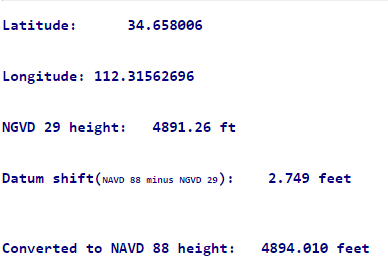 Latitude: 34.658006
Longitude: 112.31562696
NGVD 29 height: 4891.26 ft
Datum shift(NAVD 88 minus NGVD 29): 2.749 feet
Converted to NAVD 88 height: 4894.010 feet